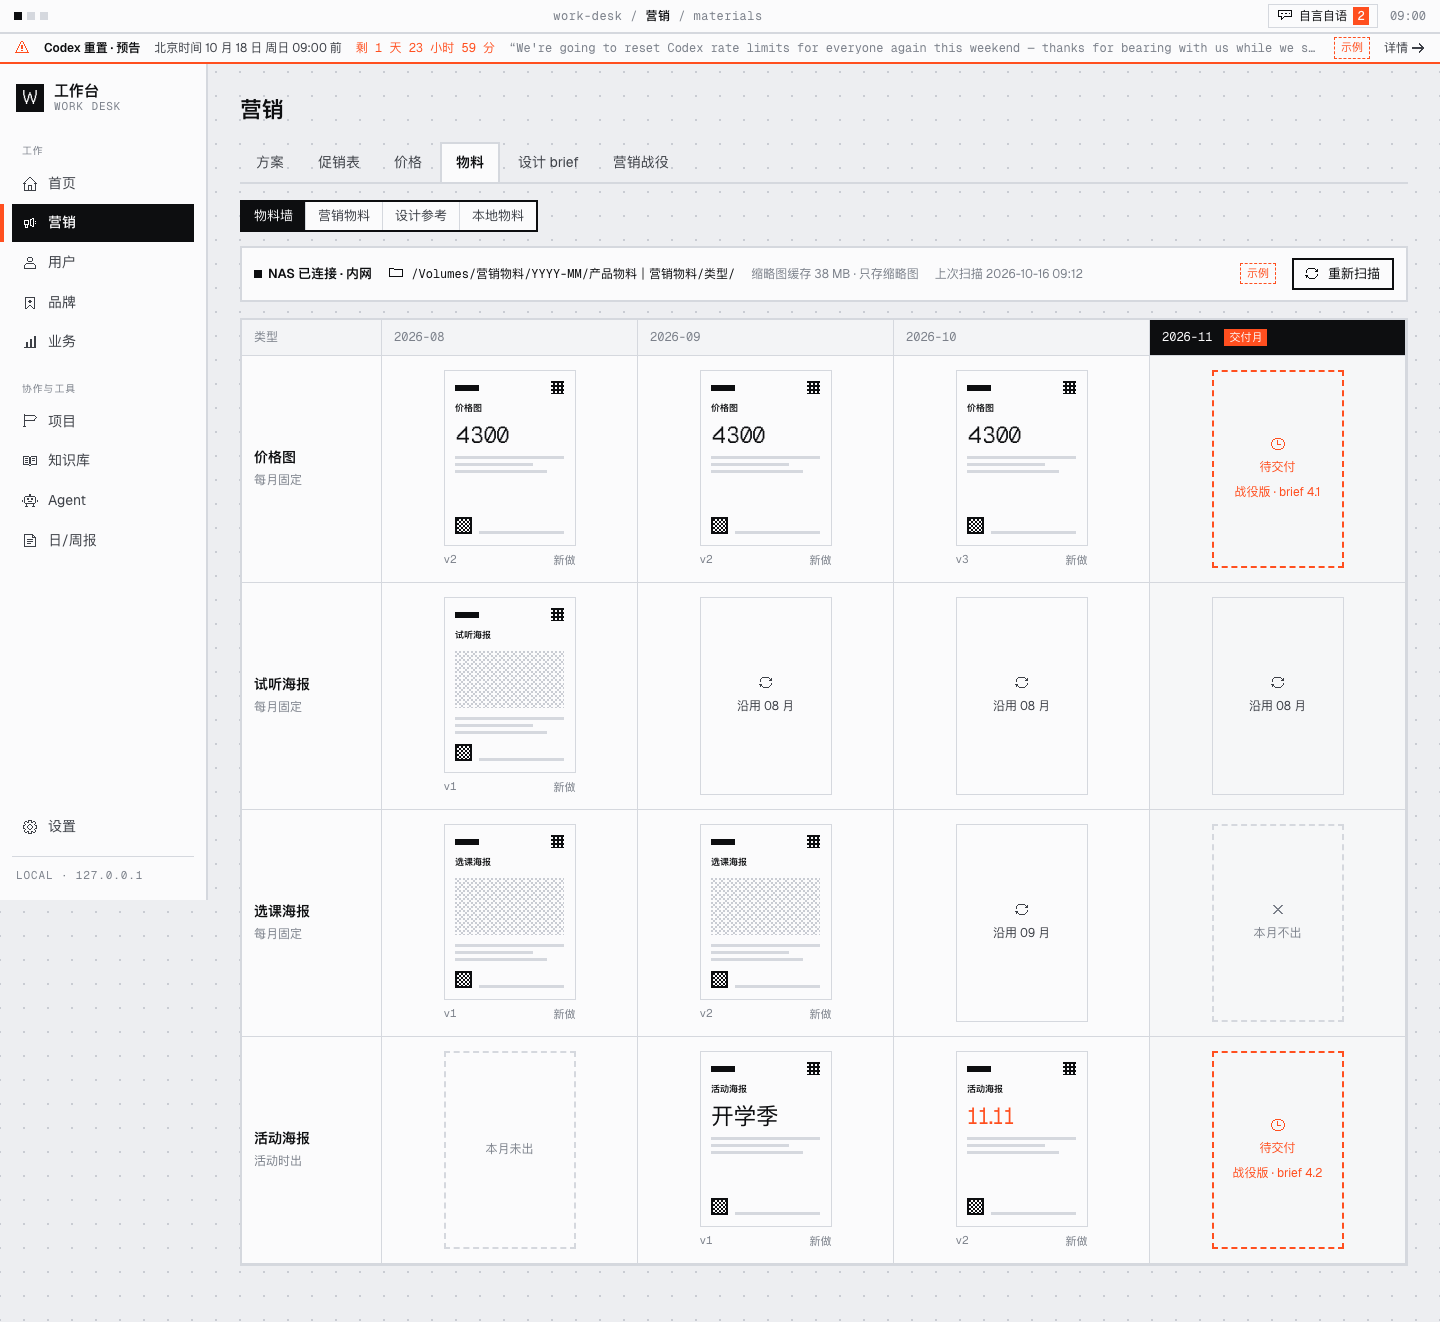 work-desk / 营销 / materials
自言自语 2
09:00
Codex 重置 · 预告 北京时间 10 月 18 日 周日 09:00 前 剩 1 天 23 小时 59 分 “We're going to reset Codex rate limits for everyone again this weekend — thanks for bearing with us while we s… 示例 详情
W 工作台
WORK DESK
工作
首页
营销
用户
品牌
业务
协作与工具
项目
知识库
Agent
日/周报
设置
LOCAL · 127.0.0.1
营销
方案 促销表 价格 物料 设计 brief 营销战役
物料墙 营销物料 设计参考 本地物料
NAS 已连接 · 内网 /Volumes/营销物料/YYYY-MM/产品物料 | 营销物料/类型/ 缩略图缓存 38 MB · 只存缩略图 上次扫描 2026-10-16 09:12 示例 重新扫描
类型 2026-08 2026-09 2026-10 2026-11 交付月
价格图
每月固定
价格图
4300
v2 新做
价格图
4300
v2 新做
价格图
4300
v3 新做
待交付
战役版 · brief 4.1
试听海报
每月固定
试听海报
v1 新做
沿用 08 月
沿用 08 月
沿用 08 月
选课海报
每月固定
选课海报
v1 新做
选课海报
v2 新做
沿用 09 月
本月不出
活动海报
活动时出
本月未出
活动海报
开学季
v1 新做
活动海报
11.11
v2 新做
待交付
战役版 · brief 4.2